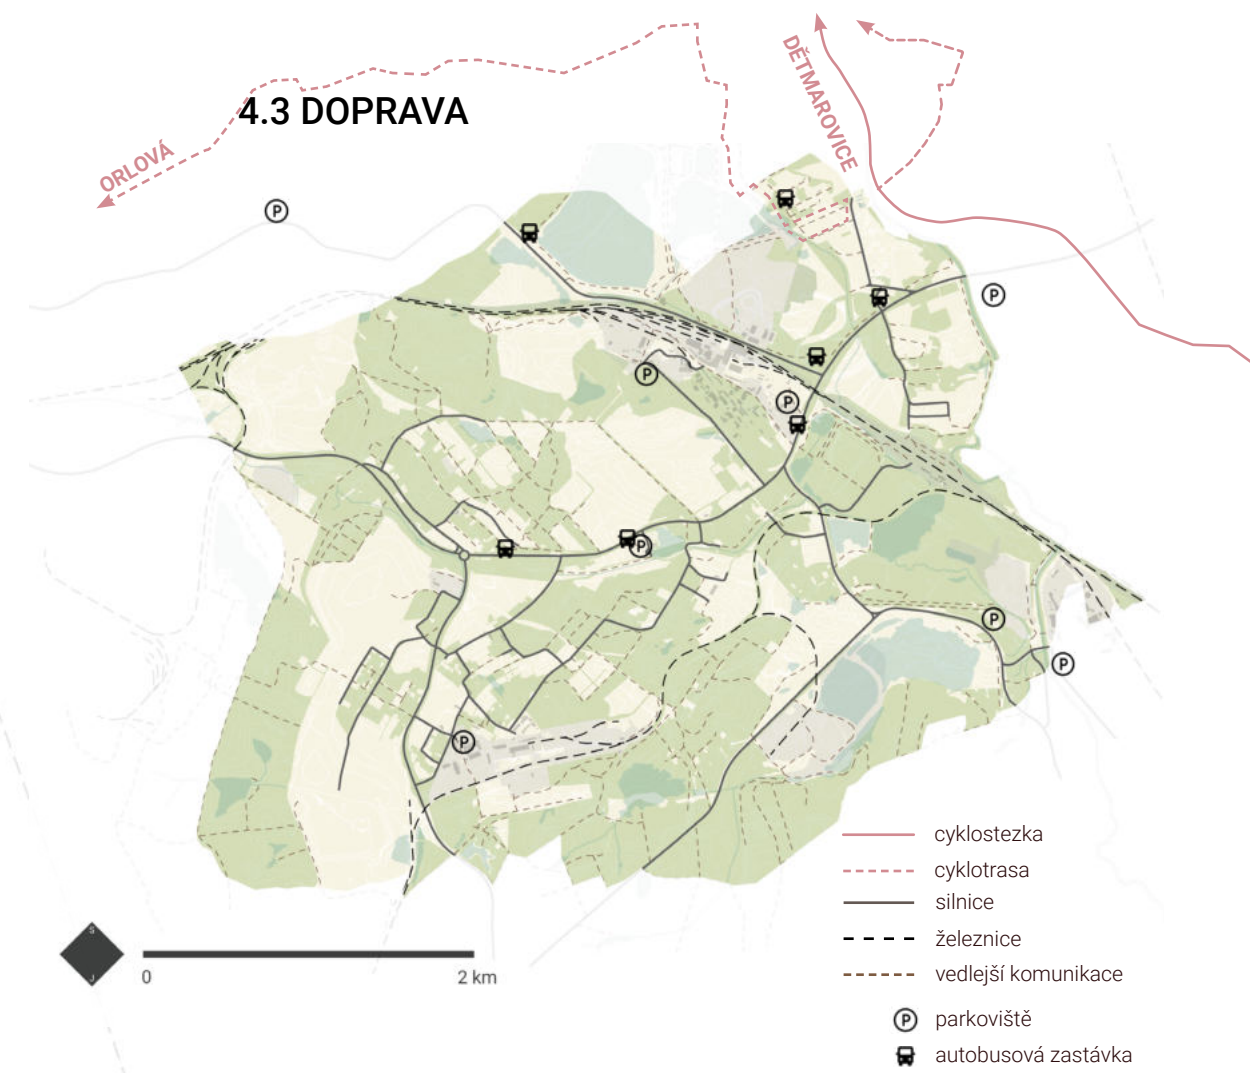 DĚTMAROVICE
4.3 DOPRAVA
ORLOVÁ
P
P
P
P
P
P
P
P
cyklostezka
cyklotrasa
silnice
S
železnice
J
0
2 km
vedlejší komunikace
P
parkoviště
autobusová zastávka